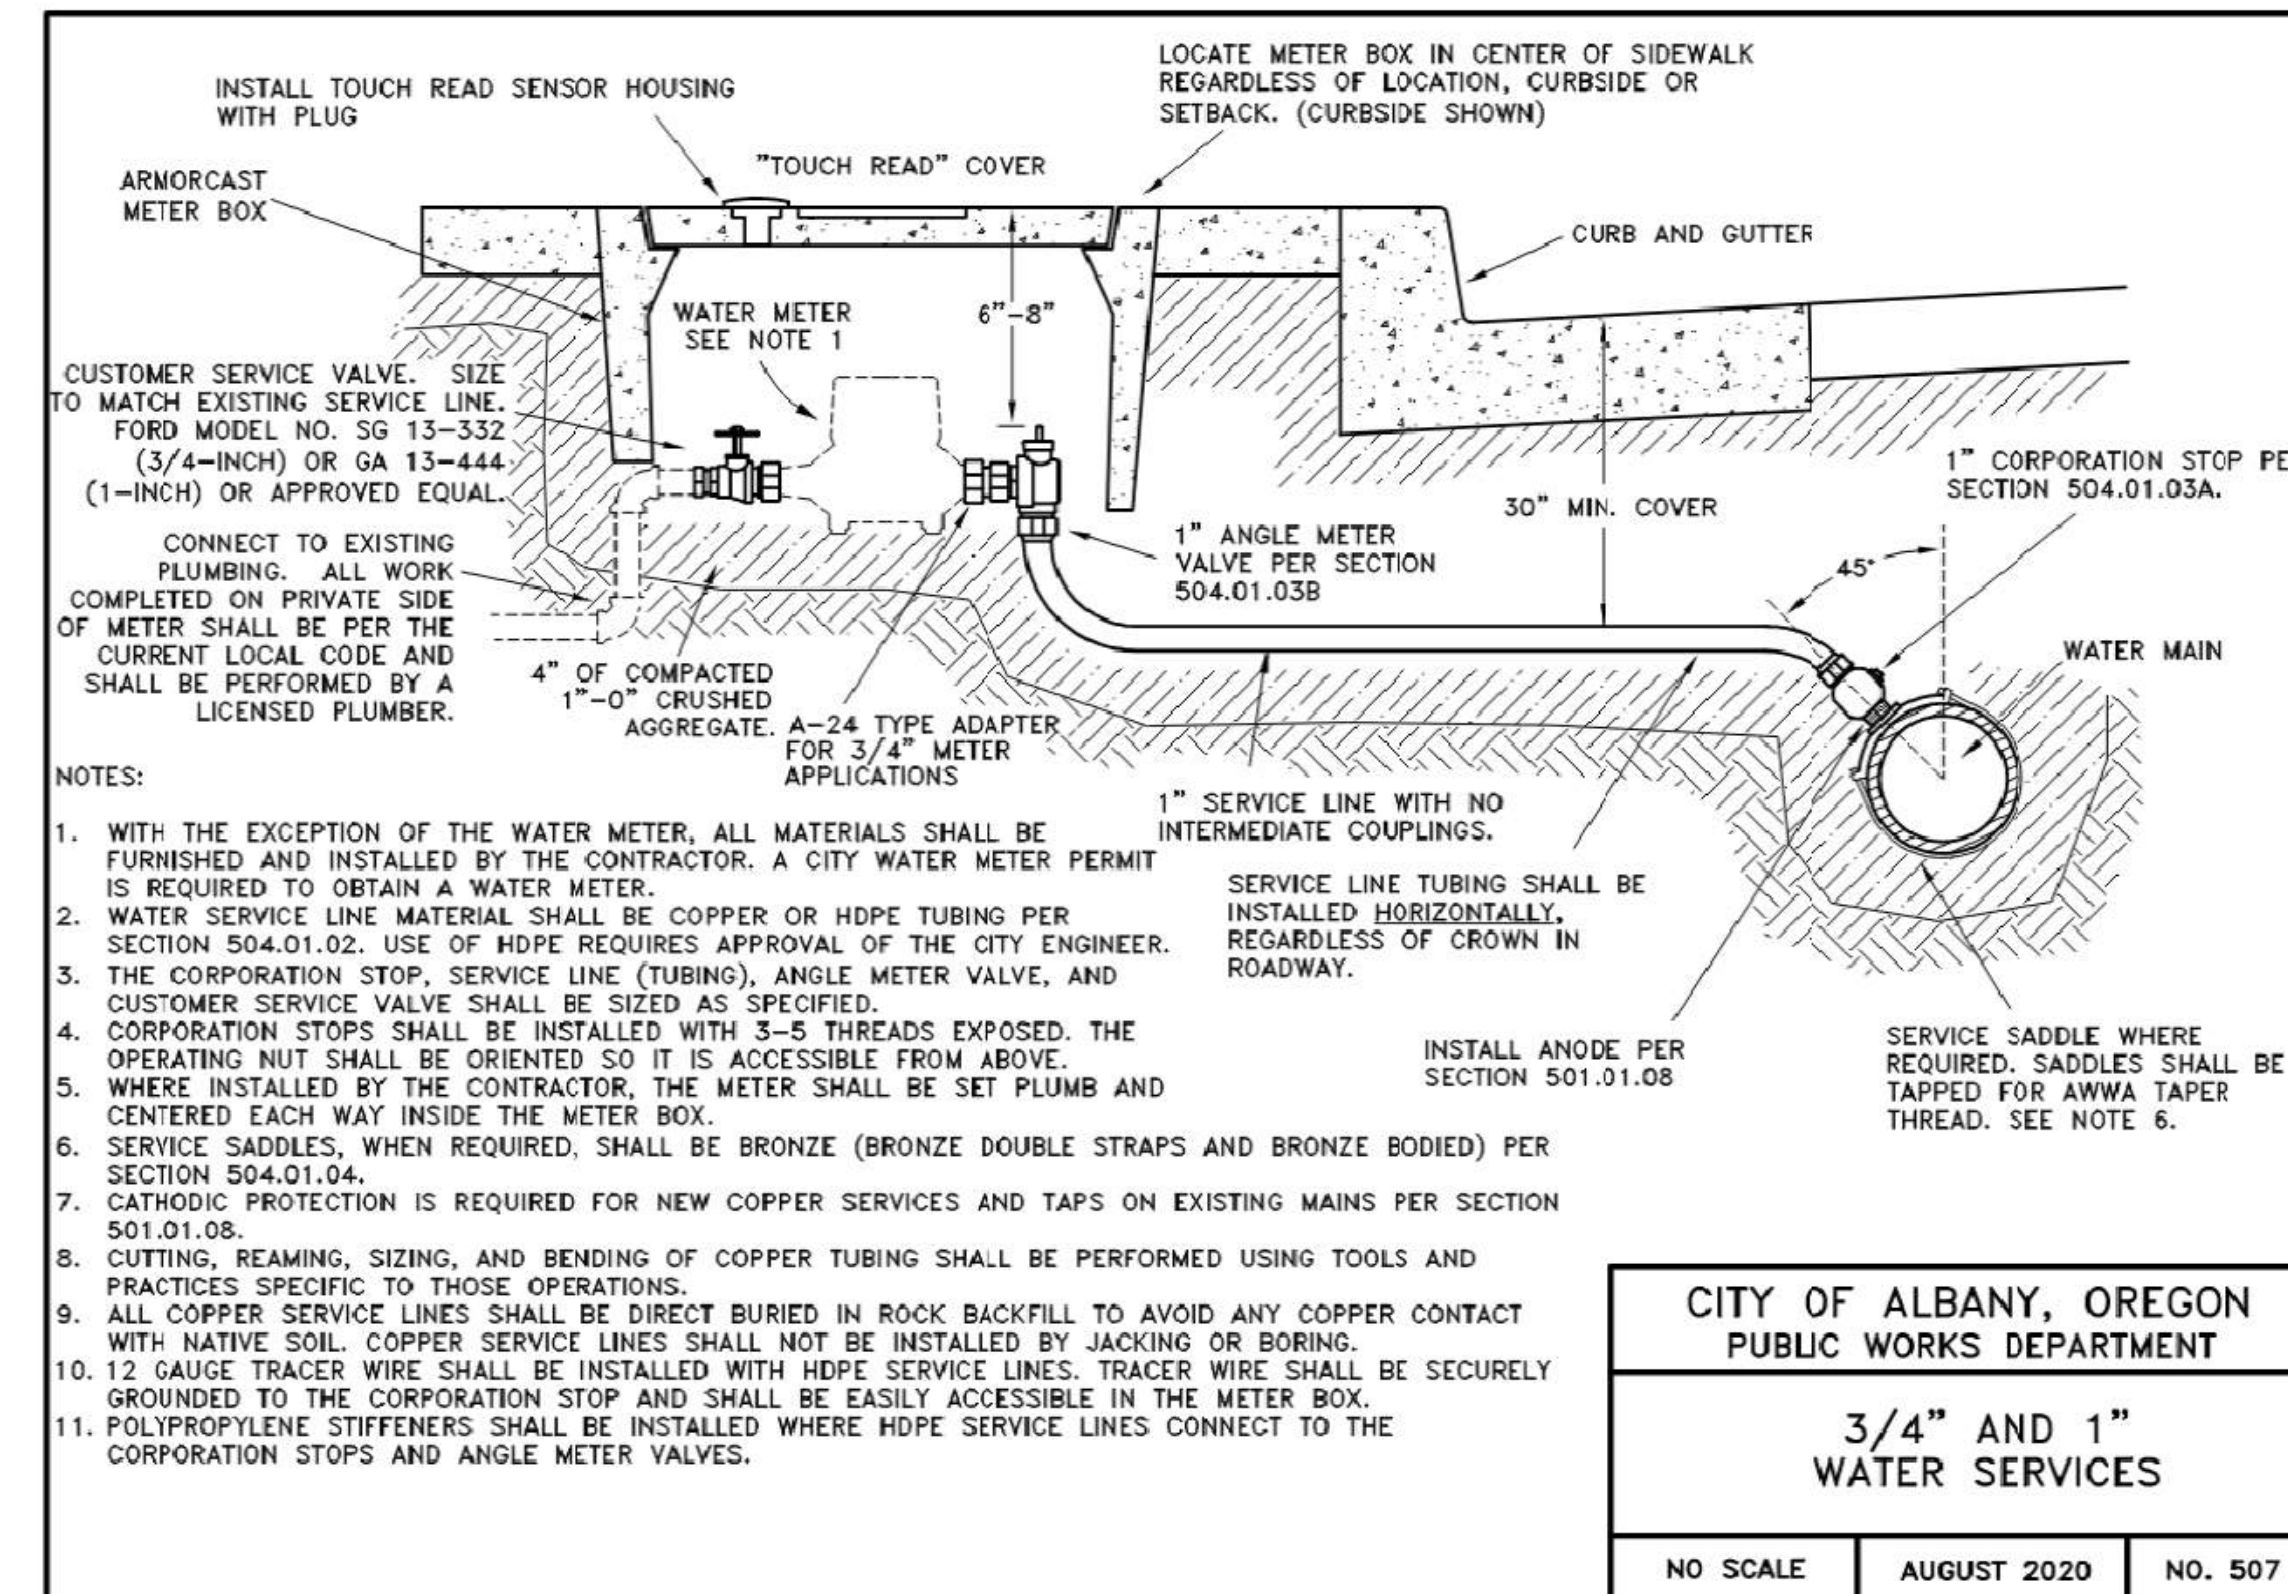 LOCATE METER BOX IN CENTER OF SIDEWALK
REGARDLESS OF LOCATION, CURBSIDE OR
SETBACK. (CURBSIDE SHOWN)
INSTALL TOUCH READ SENSOR HOUSING
WITH PLUG
"TOUCH READ" COVER
ARMORCAST
METER BOX
CURB AND GUTTER
WATER METER
SEE NOTE 1
6"-8"
CUSTOMER SERVICE VALVE. SIZE
TO MATCH EXISTING SERVICE LINE.
FORD MODEL NO. SG 13-332
(3/4-INCH) OR GA 13-444
(1-INCH) OR APPROVED EQUAL.
1" CORPORATION STOP PE
SECTION 504.01.03A.
30" MIN. COVER
CONNECT TO EXISTING
PLUMBING. ALL WORK
COMPLETED ON PRIVATE SIDE
OF METER SHALL BE PER THE
CURRENT LOCAL CODE AND
SHALL BE PERFORMED BY A
LICENSED PLUMBER.
1" ANGLE METER
VALVE PER SECTION
504.01.03B
45°
WATER MAIN
4" OF COMPACTED
1"-0" CRUSHED
AGGREGATE.
A-24 TYPE ADAPTER
FOR 3/4" METER
APPLICATIONS
1" SERVICE LINE WITH NO
INTERMEDIATE COUPLINGS.
SERVICE LINE TUBING SHALL BE
INSTALLED HORIZONTALLY,
REGARDLESS OF CROWN IN
ROADWAY.
INSTALL ANODE PER
SECTION 501.01.08
SERVICE SADDLE WHERE
REQUIRED. SADDLES SHALL BE
TAPPED FOR AWWA TAPER
THREAD. SEE NOTE 6.
NOTES:
1. WITH THE EXCEPTION OF THE WATER METER, ALL MATERIALS SHALL BE
FURNISHED AND INSTALLED BY THE CONTRACTOR. A CITY WATER METER PERMIT
IS REQUIRED TO OBTAIN A WATER METER.
2. WATER SERVICE LINE MATERIAL SHALL BE COPPER OR HDPE TUBING PER
SECTION 504.01.02. USE OF HDPE REQUIRES APPROVAL OF THE CITY ENGINEER.
3. THE CORPORATION STOP, SERVICE LINE (TUBING), ANGLE METER VALVE, AND
CUSTOMER SERVICE VALVE SHALL BE SIZED AS SPECIFIED.
4. CORPORATION STOPS SHALL BE INSTALLED WITH 3-5 THREADS EXPOSED. THE
OPERATING NUT SHALL BE ORIENTED SO IT IS ACCESSIBLE FROM ABOVE.
5. WHERE INSTALLED BY THE CONTRACTOR, THE METER SHALL BE SET PLUMB AND
CENTERED EACH WAY INSIDE THE METER BOX.
6. SERVICE SADDLES, WHEN REQUIRED, SHALL BE BRONZE (BRONZE DOUBLE STRAPS AND BRONZE BODIED) PER
SECTION 504.01.04.
7. CATHODIC PROTECTION IS REQUIRED FOR NEW COPPER SERVICES AND TAPS ON EXISTING MAINS PER SECTION
501.01.08.
8. CUTTING, REAMING, SIZING, AND BENDING OF COPPER TUBING SHALL BE PERFORMED USING TOOLS AND
PRACTICES SPECIFIC TO THOSE OPERATIONS.
9. ALL COPPER SERVICE LINES SHALL BE DIRECT BURIED IN ROCK BACKFILL TO AVOID ANY COPPER CONTACT
WITH NATIVE SOIL. COPPER SERVICE LINES SHALL NOT BE INSTALLED BY JACKING OR BORING.
10. 12 GAUGE TRACER WIRE SHALL BE INSTALLED WITH HDPE SERVICE LINES. TRACER WIRE SHALL BE SECURELY
GROUNDED TO THE CORPORATION STOP AND SHALL BE EASILY ACCESSIBLE IN THE METER BOX.
11. POLYPROPYLENE STIFFENERS SHALL BE INSTALLED WHERE HDPE SERVICE LINES CONNECT TO THE
CORPORATION STOPS AND ANGLE METER VALVES.
CITY OF ALBANY, OREGON
PUBLIC WORKS DEPARTMENT
3/4" AND 1"
WATER SERVICES
NO SCALE
AUGUST 2020
NO. 507